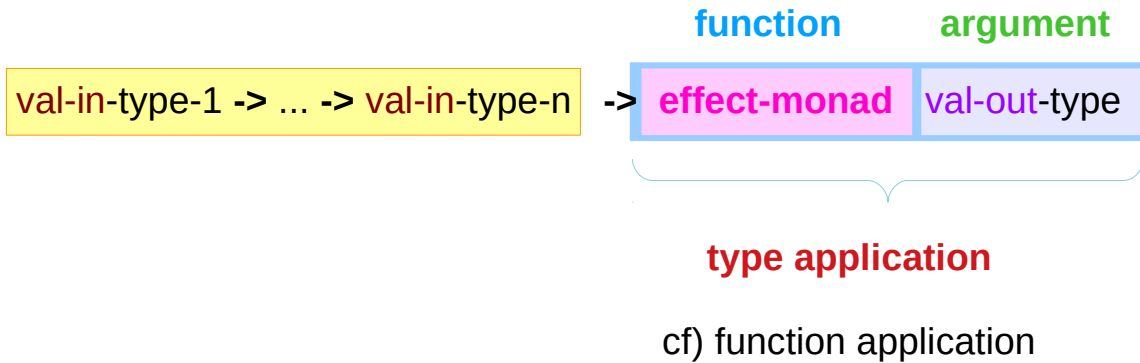 function argument
val-in-type-1 -> ... -> val-in-type-n -> effect-monad val-out-type
type application
cf) function application